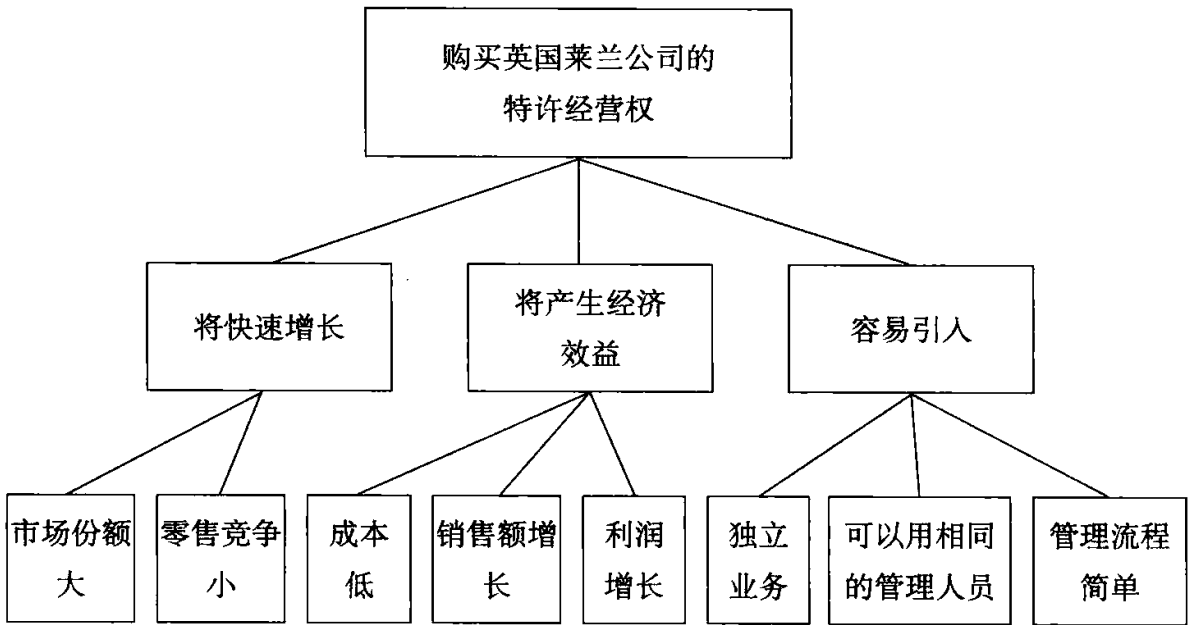 购买英国莱兰公司的
特许经营权
将快速增长
将产生经济
效益
容易引入
市场份额
大
零售竞争
小
成本
低
销售额增
长
利润
增长
独立
业务
可以用相同
的管理人员
管理流程
简单